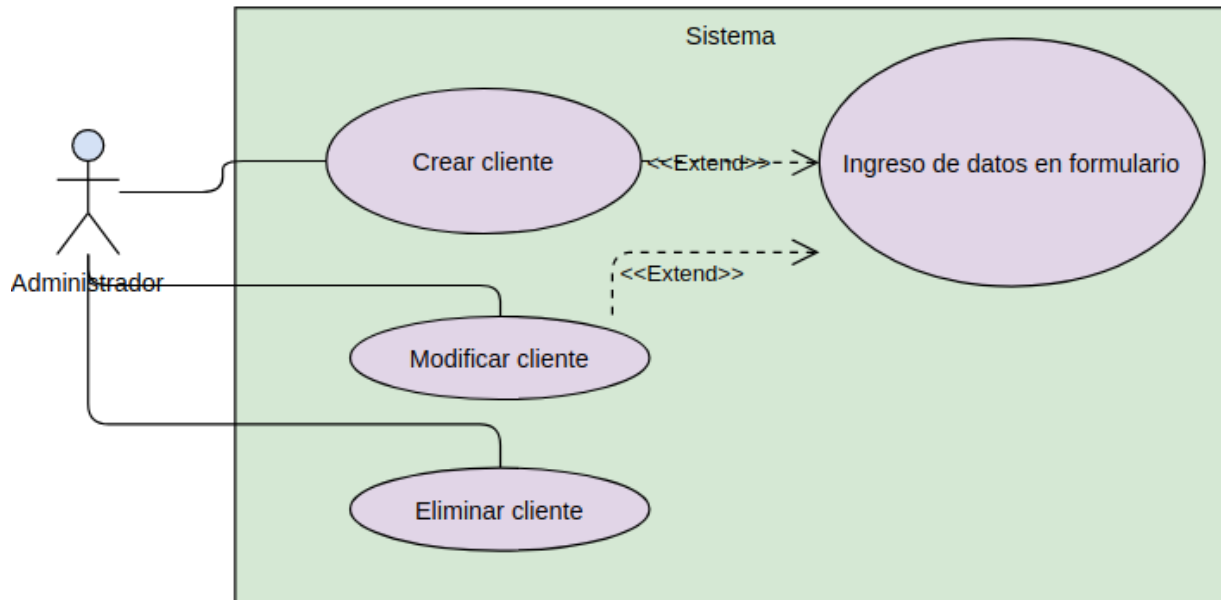 Sistema
Crear cliente
<<Extend>>
Ingreso de datos en formulario
<<Extend>>
Administrador
Modificar cliente
Eliminar cliente